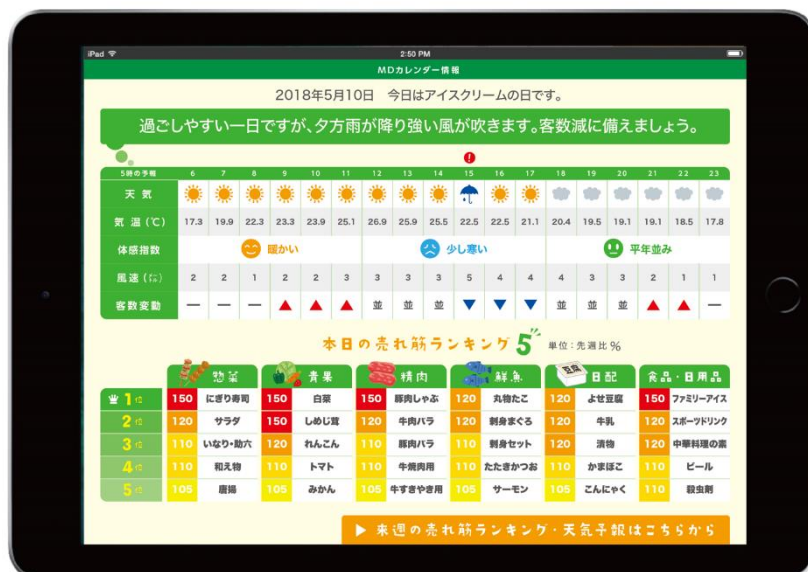 iPad 2:50 PM
MDカレンダー情報
2018年5月10日 今日はアイスクリームの日です。
過ごしやすい一日ですが、夕方雨が降り強い風が吹きます。客数減に備えましょう。
!
5時の予報 6 7 8 9 10 11 12 13 14 15 16 17 18 19 20 21 22 23
天気
気温(℃) 17.3 19.9 22.3 23.3 23.9 25.1 26.9 25.9 25.5 22.5 22.5 21.1 20.4 19.5 19.1 19.1 18.5 17.8
体感指数 暖かい 少し寒い 平年並み
風速 2 2 1 2 2 3 3 3 3 5 4 4 4 3 3 2 1 1
客数変動 ー ー ー ▲ ▲ ▲ 並 並 並 ▼ ▼ ▼ 並 並 並 ▲ ▲ ー
本日の売れ筋ランキング5 単位:先週比%
惣菜 青果 精肉 鮮魚 豆腐 日配 食品・日用品
1位 150 にぎり寿司 150 白菜 150 豚肉しゃぶ 120 丸物たこ 120 よせ豆腐 150 ファミリーアイス
2位 120 サラダ 150 しめじ茸 120 牛肉バラ 120 刺身まぐろ 120 牛乳 120 スポーツドリンク
3位 110 いなり・助六 120 れんこん 110 豚肉バラ 110 刺身セット 120 漬物 120 中華料理の素
4位 110 和え物 110 トマト 110 牛焼肉用 110 たたきかつお 110 かまぼこ 110 ビール
5位 105 唐揚 105 みかん 105 牛すきやき用 105 サーモン 105 こんにゃく 110 殺虫剤
▶ 来週の売れ筋ランキング・天気予報はこちらから